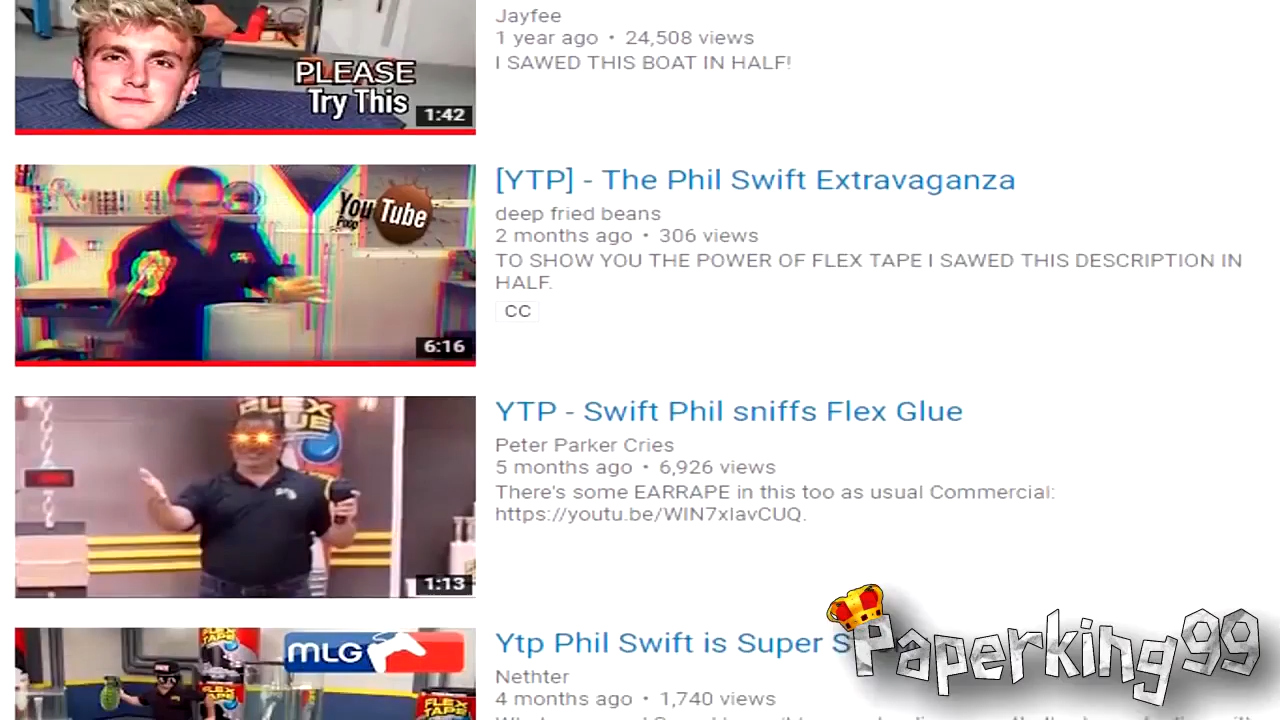 Jayfee
1 year ago • 24,508 views
I SAWED THIS BOAT IN HALF!
PLEASE
Try This
1:42
[YTP] - The Phil Swift Extravaganza
deep fried beans
2 months ago • 306 views
TO SHOW YOU THE POWER OF FLEX TAPE I SAWED THIS DESCRIPTION IN
HALF.
CC
You Tube
Poop
6:16
YTP - Swift Phil sniffs Flex Glue
Peter Parker Cries
5 months ago • 6,926 views
There's some EARRAPE in this too as usual Commercial:
https://youtu.be/WIN7xIavCUQ.
FLEX
GLUE
1:13
Ytp Phil Swift is Super S
Nethter
4 months ago • 1,740 views
MLG
FLEX
TAPE
Paperking99